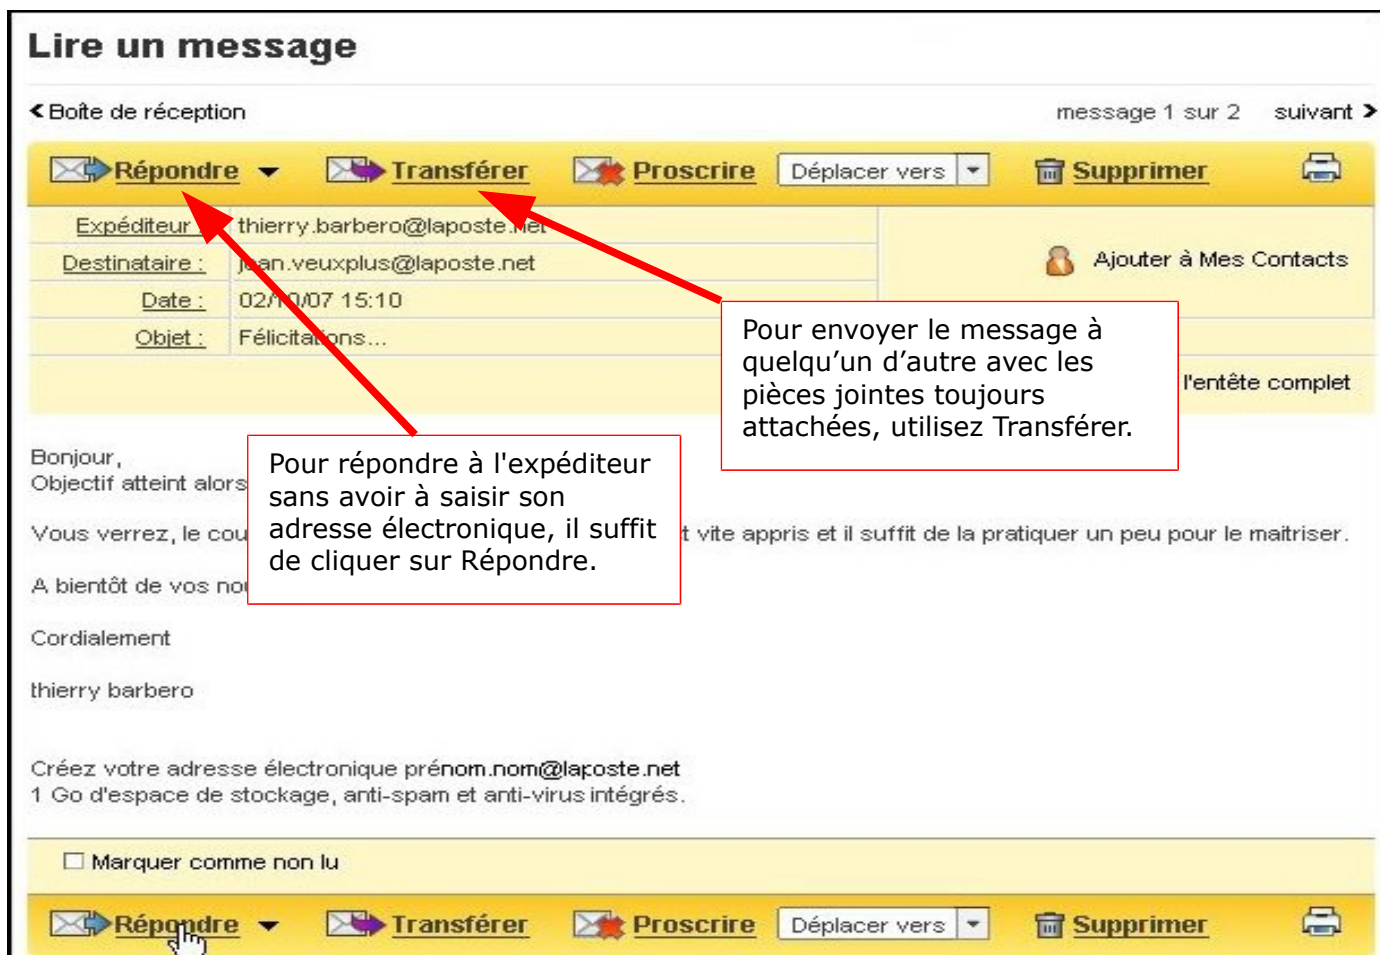 Lire un message
Boîte de réception message 1 sur 2 suivant
Répondre Transférer Proscrire Déplacer vers Supprimer
Expéditeur : thierry.barbero@laposte.net
Destinataire : jean.veuxplus@laposte.net
Ajouter à Mes Contacts
Date : 02/10/07 15:10
Objet : Félicitations...
l'entête complet
Pour envoyer le message à
quelqu’un d’autre avec les
pièces jointes toujours
attachées, utilisez Transférer.
Pour répondre à l'expéditeur
sans avoir à saisir son
adresse électronique, il suffit
de cliquer sur Répondre.
Bonjour,
Objectif atteint alors
Vous verrez, le t vite appris et il suffit de la pratiquer un peu pour le maitriser.
A bientôt de vos
Cordialement
thierry barbero
Créez votre adresse électronique prénom.nom@laposte.net
1 Go d'espace de stockage, anti-spam et anti-virus intégrés.
Marquer comme non lu
Répondre Transférer Proscrire Déplacer vers Supprimer